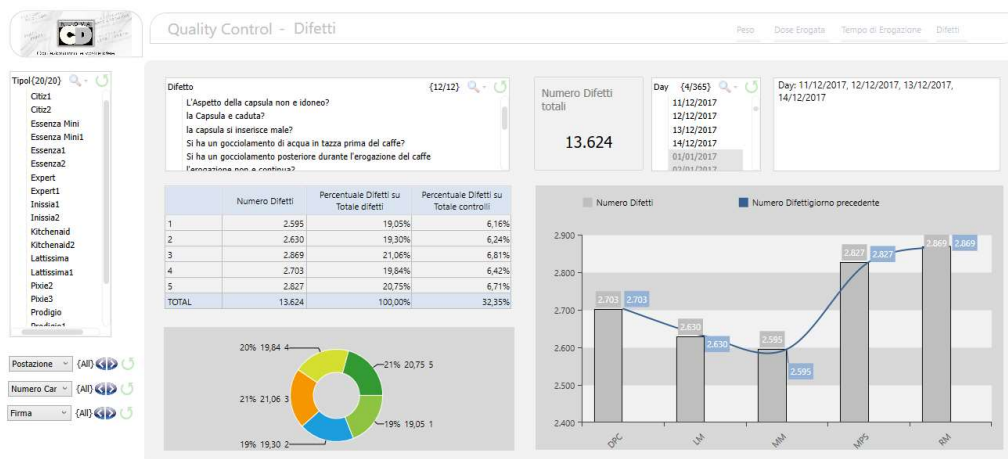 NUOVA
CD
Quality Control - Difetti
Peso Dose Erogata Tempo di Erogazione Difetti
Tipol{20/20}
Citiz1
Citiz2
Essenza Mini
Essenza Mini1
Essenza1
Essenza2
Expert
Expert1
Inissia1
Inissia2
Kitchenaid
Kitchenaid2
Lattissima
Lattissima1
Pixie2
Pixie3
Prodigio
Prodigio1
Postazione {All}
Numero Car {All}
Firma {All}
Difetto {12/12}
L'Aspetto della capsula non e idoneo?
la Capsula e caduta?
la capsula si inserisce male?
Si ha un gocciolamento di acqua in tazza prima del caffe?
Si ha un gocciolamento posteriore durante l'erogazione del caffe
l'erogazione non e continua?
Numero Difetti
totali
13.624
Day {4/365}
11/12/2017
12/12/2017
13/12/2017
14/12/2017
01/01/2017
02/01/2017
Day: 11/12/2017, 12/12/2017, 13/12/2017,
14/12/2017
Numero Difetti Percentuale Difetti su Totale difetti Percentuale Difetti su Totale controlli
1 2.595 19,05% 6,16%
2 2.630 19,30% 6,24%
3 2.869 21,06% 6,81%
4 2.703 19,84% 6,42%
5 2.827 20,75% 6,71%
TOTAL 13.624 100,00% 32,35%
20% 19,84 4
21% 20,75 5
21% 21,06 3
19% 19,05 1
19% 19,30 2
Numero Difetti Numero Difettigiorno precedente
2.900
2.800
2.700
2.600
2.500
2.400
2.703 2.703
2.630 2.630
2.595 2.595
2.827 2.827
2.869 2.869
DPC LM MM MPS RM